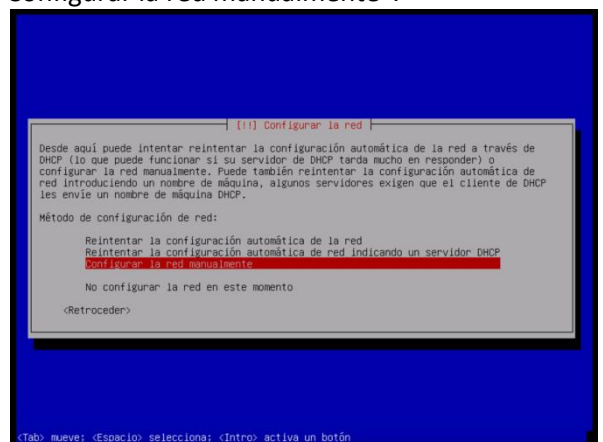 configurar la red manualmente".
[!!] Configurar la red
Desde aquí puede intentar reintentar la configuración automática de la red a través de
DHCP (lo que puede funcionar si su servidor de DHCP tarda mucho en responder) o
configurar la red manualmente. Puede también reintentar la configuración automática de
red introduciendo un nombre de máquina, algunos servidores exigen que el cliente de DHCP
les envíe un nombre de máquina DHCP.
Método de configuración de red:
Reintentar la configuración automática de la red
Reintentar la configuración automática de red indicando un servidor DHCP
Configurar la red manualmente
No configurar la red en este momento
<Retroceder>
<Tab> mueve; <Espacio> selecciona; <Intro> activa un botón